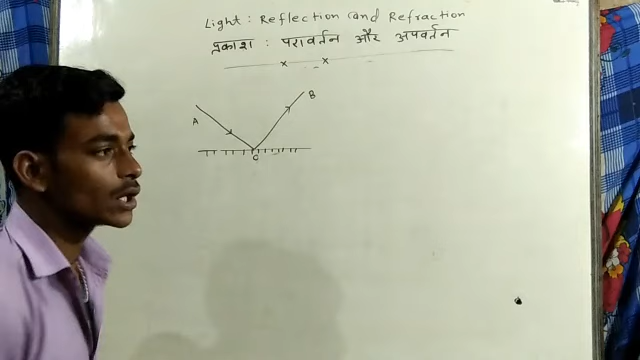 Light : Reflection and Refraction
प्रकाश : परावर्तन और अपवर्तन
A
B
C